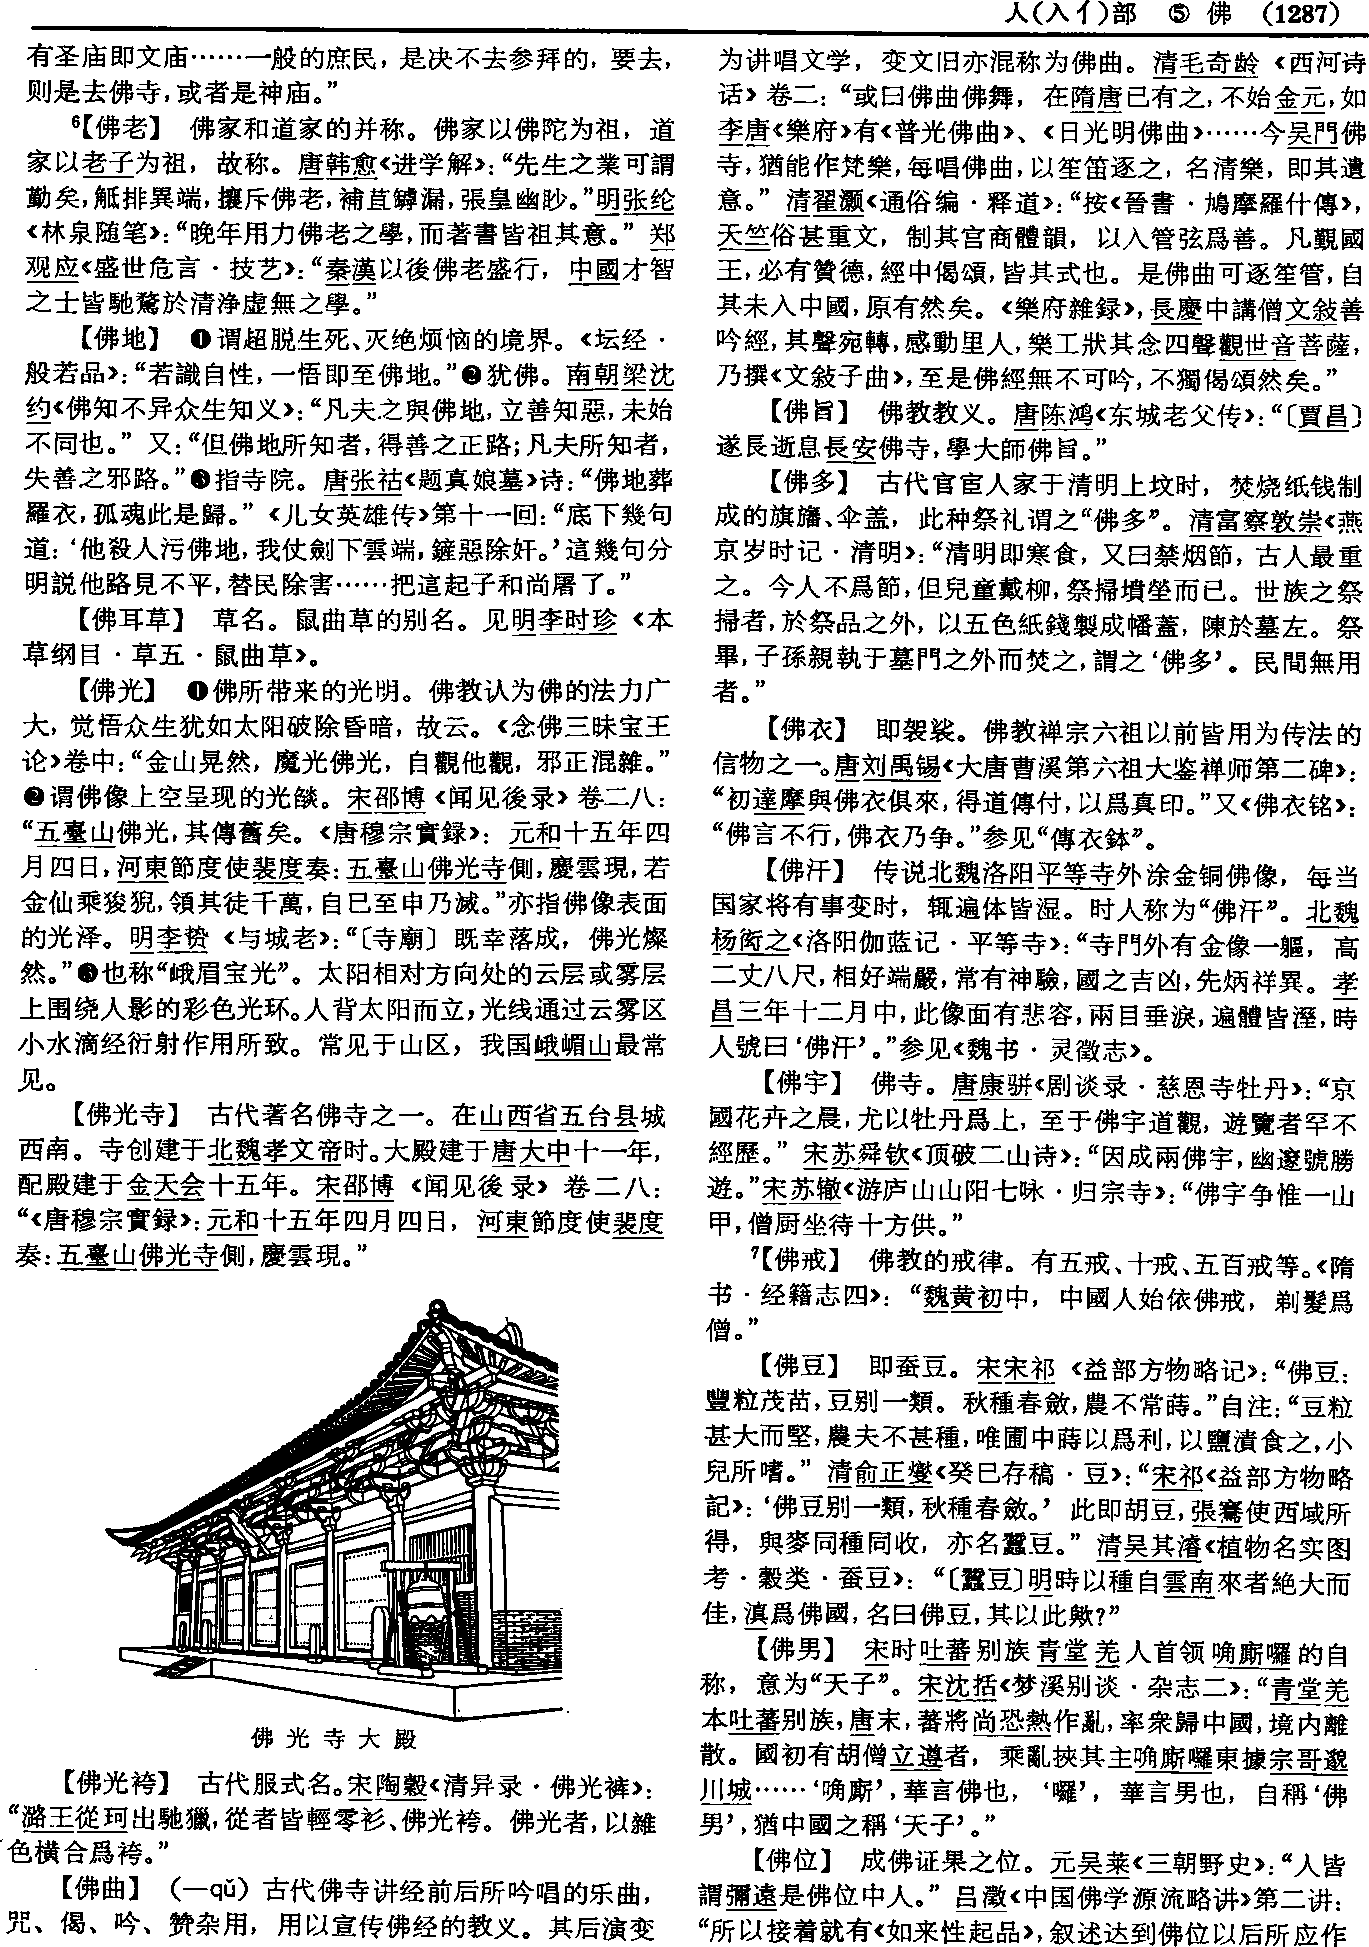 人(入亻)部 ⑤ 佛 (1287)
有圣庙即文庙……一般的庶民，是决不去参拜的，要去，
则是去佛寺，或者是神庙。”
⁶【佛老】 佛家和道家的并称。佛家以佛陀为祖，道
家以老子为祖，故称。唐韩愈《进学解》：“先生之業可謂
勤矣，觝排異端，攘斥佛老，補苴罅漏，張皇幽眇。”明张纶
《林泉随笔》：“晚年用力佛老之學，而著書皆祖其意。”郑
观应《盛世危言·技艺》：“秦漢以後佛老盛行，中國才智
之士皆馳騖於清净虚無之學。”
【佛地】 ❶谓超脱生死、灭绝烦恼的境界。《坛经·
般若品》：“若識自性，一悟即至佛地。”❷犹佛。南朝梁沈
约《佛知不异众生知义》：“凡夫之與佛地，立善知惡，未始
不同也。”又：“但佛地所知者，得善之正路；凡夫所知者，
失善之邪路。”❸指寺院。唐张祜《题真娘墓》诗：“佛地葬
羅衣，孤魂此是歸。”《儿女英雄传》第十一回：“底下幾句
道：‘他殺人污佛地，我仗劍下雲端，鏟惡除奸。’這幾句分
明説他路見不平，替民除害……把這起子和尚屠了。”
【佛耳草】 草名。鼠曲草的别名。见明李时珍《本
草纲目·草五·鼠曲草》。
【佛光】 ❶佛所带来的光明。佛教认为佛的法力广
大，觉悟众生犹如太阳破除昏暗，故云。《念佛三昧宝王
论》卷中：“金山晃然，魔光佛光，自觀他觀，邪正混雜。”
❷谓佛像上空呈现的光燄。宋邵博《闻见後录》卷二八：
“五臺山佛光，其傳舊矣。《唐穆宗實録》：元和十五年四
月四日，河東節度使裴度奏：五臺山佛光寺側，慶雲現，若
金仙乘狻猊，領其徒千萬，自巳至申乃滅。”亦指佛像表面
的光泽。明李贽《与城老》：“〔寺廟〕既幸落成，佛光燦
然。”❸也称“峨眉宝光”。太阳相对方向处的云层或雾层
上围绕人影的彩色光环。人背太阳而立，光线通过云雾区
小水滴经衍射作用所致。常见于山区，我国峨嵋山最常
见。
【佛光寺】 古代著名佛寺之一。在山西省五台县城
西南。寺创建于北魏孝文帝时。大殿建于唐大中十一年，
配殿建于金天会十五年。宋邵博《闻见後录》卷二八：
“《唐穆宗實録》：元和十五年四月四日，河東節度使裴度
奏：五臺山佛光寺側，慶雲現。”
佛光寺大殿
【佛光袴】 古代服式名。宋陶穀《清异录·佛光裤》：
“潞王從珂出馳獵，從者皆輕零衫、佛光袴。佛光者，以雜
色横合爲袴。”
【佛曲】 （—qǔ）古代佛寺讲经前后所吟唱的乐曲，
咒、偈、吟、赞杂用，用以宣传佛经的教义。其后演变
为讲唱文学，变文旧亦混称为佛曲。清毛奇龄《西河诗
话》卷二：“或曰佛曲佛舞，在隋唐已有之，不始金元，如
李唐《樂府》有《普光佛曲》、《日光明佛曲》……今吴門佛
寺，猶能作梵樂，每唱佛曲，以笙笛逐之，名清樂，即其遺
意。”清翟灏《通俗编·释道》：“按《晉書·鳩摩羅什傳》，
天竺俗甚重文，制其宫商體韻，以入管弦爲善。凡覲國
王，必有贊德，經中偈頌，皆其式也。是佛曲可逐笙管，自
其未入中國，原有然矣。《樂府雜録》，長慶中講僧文敍善
吟經，其聲宛轉，感動里人，樂工狀其念四聲觀世音菩薩，
乃撰《文敍子曲》，至是佛經無不可吟，不獨偈頌然矣。”
【佛旨】 佛教教义。唐陈鸿《东城老父传》：“〔賈昌〕
遂長逝息長安佛寺，學大師佛旨。”
【佛多】 古代官宦人家于清明上坟时，焚烧纸钱制
成的旗旛、伞盖，此种祭礼谓之“佛多”。清富察敦崇《燕
京岁时记·清明》：“清明即寒食，又曰禁烟節，古人最重
之。今人不爲節，但兒童戴柳，祭掃墳塋而已。世族之祭
掃者，於祭品之外，以五色紙錢製成幡蓋，陳於墓左。祭
畢，子孫親執于墓門之外而焚之，謂之‘佛多’。民間無用
者。”
【佛衣】 即袈裟。佛教禅宗六祖以前皆用为传法的
信物之一。唐刘禹锡《大唐曹溪第六祖大鉴禅师第二碑》：
“初達摩與佛衣俱來，得道傳付，以爲真印。”又《佛衣铭》：
“佛言不行，佛衣乃争。”参见“傳衣鉢”。
【佛汗】 传说北魏洛阳平等寺外涂金铜佛像，每当
国家将有事变时，辄遍体皆湿。时人称为“佛汗”。北魏
杨衒之《洛阳伽蓝记·平等寺》：“寺門外有金像一軀，高
二丈八尺，相好端嚴，常有神驗，國之吉凶，先炳祥異。孝
昌三年十二月中，此像面有悲容，兩目垂淚，遍體皆溼，時
人號曰‘佛汗’。”参见《魏书·灵徵志》。
【佛宇】 佛寺。唐康骈《剧谈录·慈恩寺牡丹》：“京
國花卉之晨，尤以牡丹爲上，至于佛宇道觀，遊覽者罕不
經歷。”宋苏舜钦《顶破二山诗》：“因成兩佛宇，幽邃號勝
遊。”宋苏辙《游庐山山阳七咏·归宗寺》：“佛宇争惟一山
甲，僧厨坐待十方供。”
⁷【佛戒】 佛教的戒律。有五戒、十戒、五百戒等。《隋
书·经籍志四》：“魏黄初中，中國人始依佛戒，剃髮爲
僧。”
【佛豆】 即蚕豆。宋宋祁《益部方物略记》：“佛豆：
豐粒茂苗，豆别一類。秋種春斂，農不常蒔。”自注：“豆粒
甚大而堅，農夫不甚種，唯圃中蒔以爲利，以鹽漬食之，小
兒所嗜。”清俞正燮《癸巳存稿·豆》：“宋祁《益部方物略
記》：‘佛豆别一類，秋種春斂。’此即胡豆，張騫使西域所
得，與麥同種同收，亦名蠶豆。”清吴其濬《植物名实图
考·穀类·蚕豆》：“〔蠶豆〕明時以種自雲南來者絶大而
佳，滇爲佛國，名曰佛豆，其以此歟？”
【佛男】 宋时吐蕃别族青堂羌人首领唃厮囉的自
称，意为“天子”。宋沈括《梦溪别谈·杂志二》：“青堂羌
本吐蕃别族，唐末，蕃將尚恐熱作亂，率衆歸中國，境内離
散。國初有胡僧立遵者，乘亂挾其主唃厮囉東據宗哥邈
川城……‘唃厮’，華言佛也，‘囉’，華言男也，自稱‘佛
男’，猶中國之稱‘天子’。”
【佛位】 成佛证果之位。元吴莱《三朝野史》：“人皆
謂彌遠是佛位中人。”吕澂《中国佛学源流略讲》第二讲：
“所以接着就有《如来性起品》，叙述达到佛位以后所应作